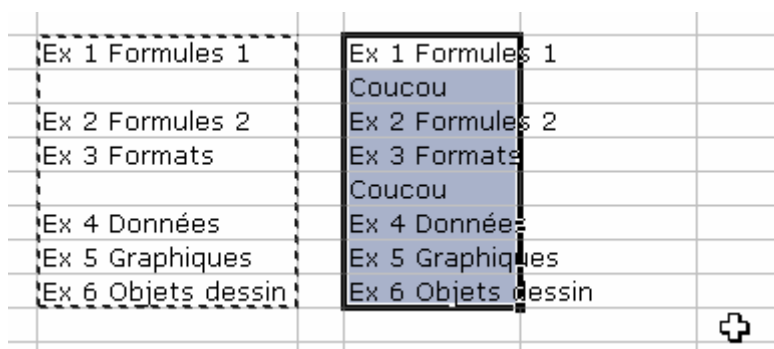 Ex 1 Formules 1 Ex 1 Formules 1
Coucou
Ex 2 Formules 2 Ex 2 Formules 2
Ex 3 Formats Ex 3 Formats
Coucou
Ex 4 Données Ex 4 Données
Ex 5 Graphiques Ex 5 Graphiques
Ex 6 Objets dessin Ex 6 Objets dessin